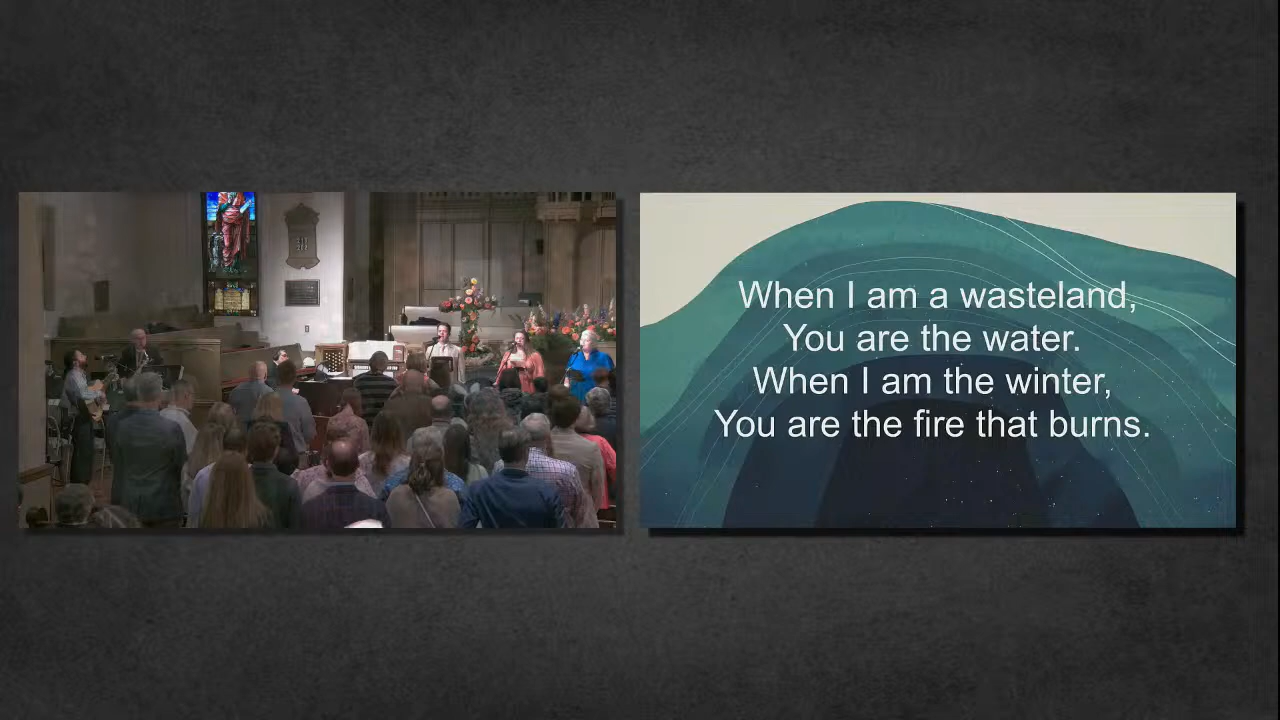 When I am a wasteland,
You are the water.
When I am the winter,
You are the fire that burns.